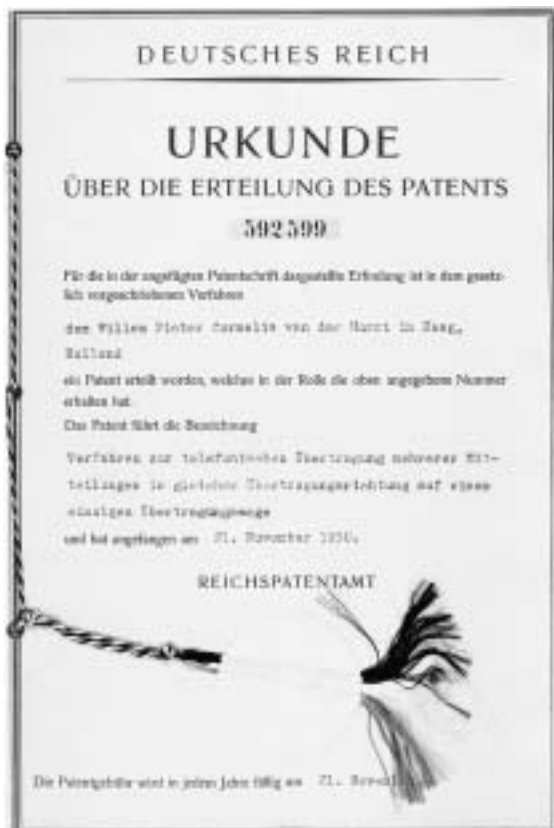 DEUTSCHES REICH
URKUNDE
ÜBER DIE ERTEILUNG DES PATENTS
592599
Für die in der angefügten Patentschrift dargestellte Erfindung ist in dem gesetz-
lich vorgeschriebenen Verfahren
dem Willem Pieter Cornelis van der in Haag,
Holland
ein Patent erteilt worden, welches in der Rolle die oben angegebene Nummer
erhalten hat.
Das Patent führt die Bezeichnung
Verfahren zur telefonischen Übertragung mehrerer Mit-
teilungen in gleicher Übertragungsrichtung auf einem
einzigen Übertragungswege
und hat angefangen am 21. November 1930.
REICHSPATENTAMT
Die Patentgebühr wird in jedem Jahre fällig am 21.